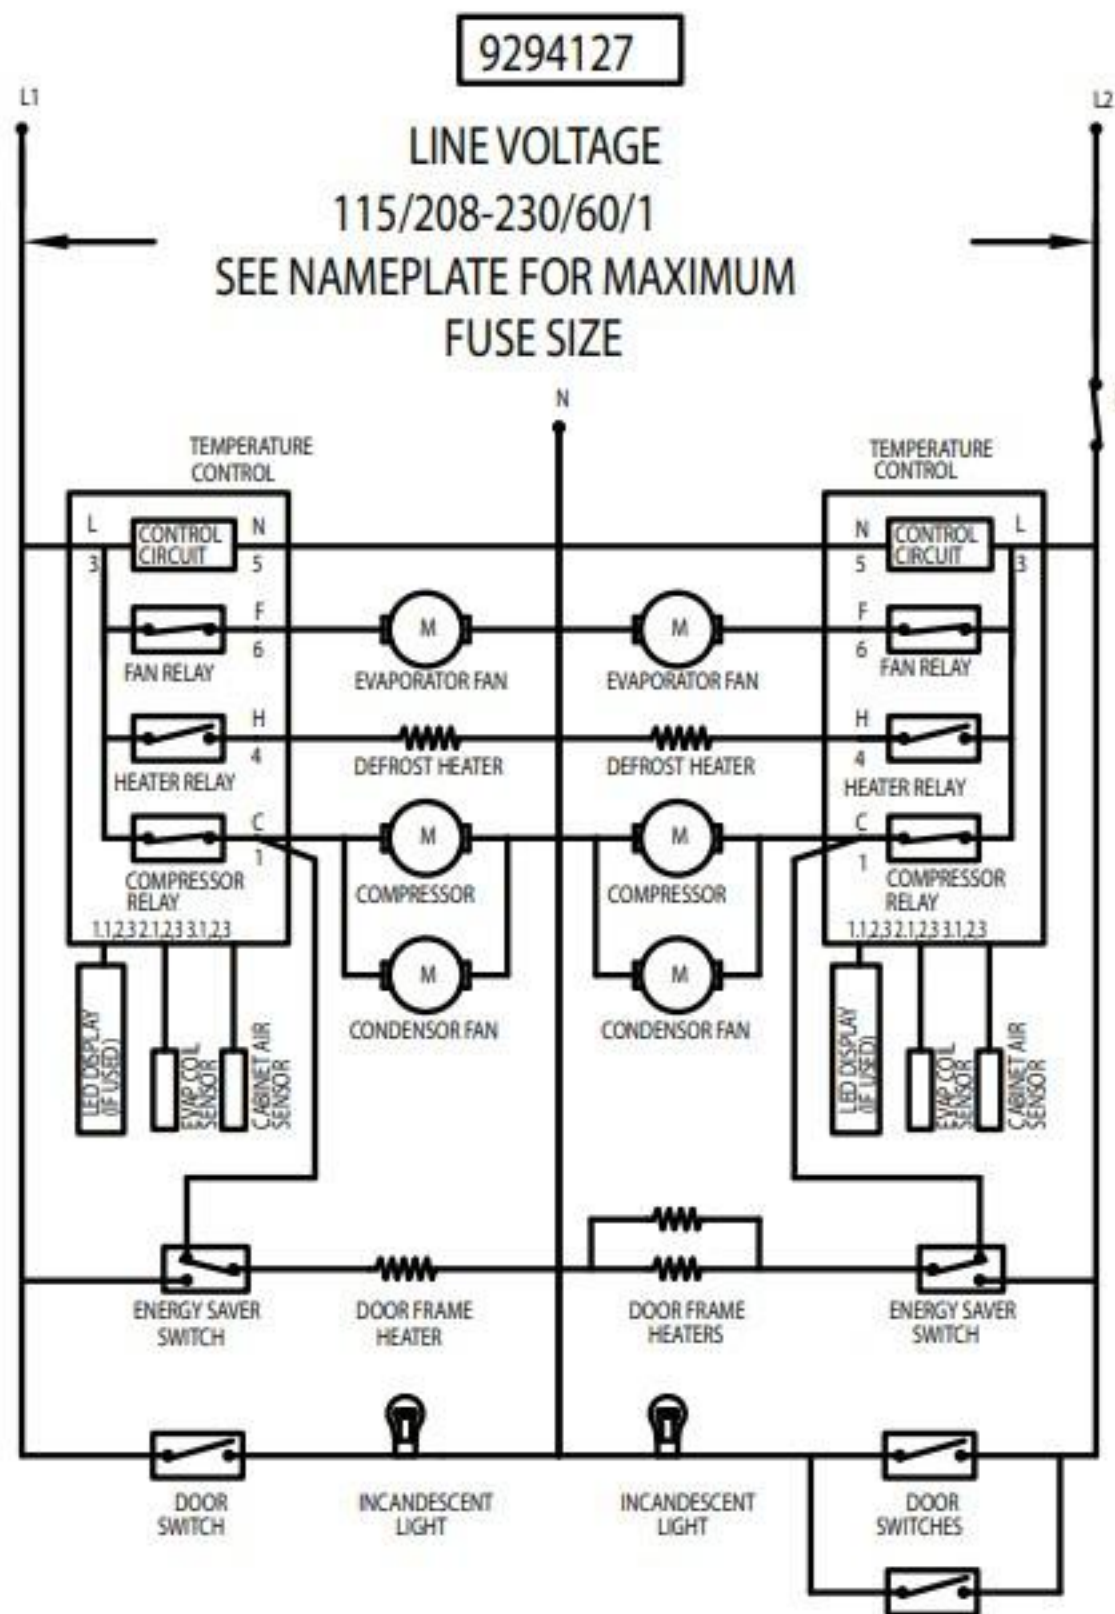 9294127
L1
L2
LINE VOLTAGE
115/208-230/60/1
SEE NAMEPLATE FOR MAXIMUM
FUSE SIZE
N
TEMPERATURE
CONTROL
L
3
CONTROL
CIRCUIT
N
5
F
6
FAN RELAY
H
4
HEATER RELAY
C
1
COMPRESSOR
RELAY
1.1,2,3 2.1,2,3 3.1,2,3
LED DISPLAY
(IF USED)
EVAP COIL
SENSOR
CABINET AIR
SENSOR
M
EVAPORATOR FAN
M
EVAPORATOR FAN
DEFROST HEATER
DEFROST HEATER
M
COMPRESSOR
M
COMPRESSOR
M
CONDENSOR FAN
M
CONDENSOR FAN
TEMPERATURE
CONTROL
N
5
CONTROL
CIRCUIT
L
3
F
6
FAN RELAY
H
4
HEATER RELAY
C
1
COMPRESSOR
RELAY
1.1,2,3 2.1,2,3 3.1,2,3
LED DISPLAY
(IF USED)
EVAP COIL
SENSOR
CABINET AIR
SENSOR
ENERGY SAVER
SWITCH
DOOR FRAME
HEATER
DOOR FRAME
HEATERS
ENERGY SAVER
SWITCH
DOOR
SWITCH
INCANDESCENT
LIGHT
INCANDESCENT
LIGHT
DOOR
SWITCHES